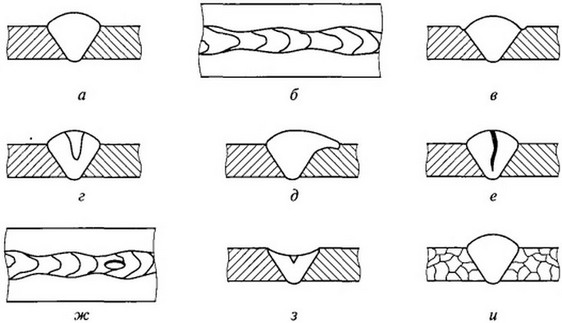 а б в
г д е
ж з и